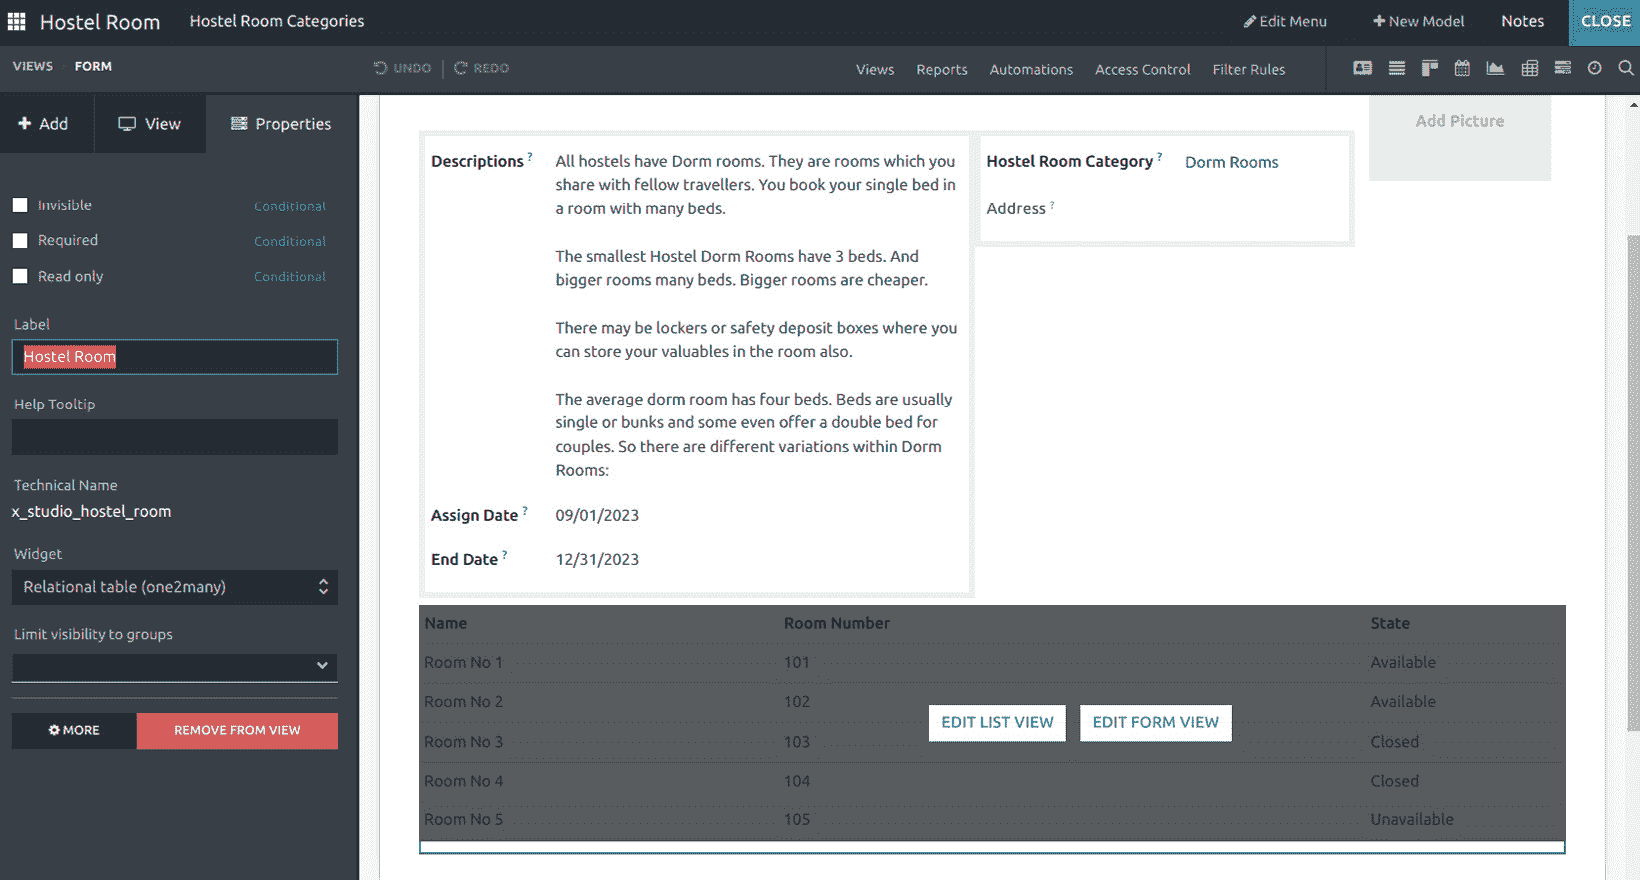 Hostel Room
Hostel Room Categories
Edit Menu
New Model
Notes
CLOSE
VIEWS
FORM
UNDO
REDO
Views
Reports
Automations
Access Control
Filter Rules
Add
View
Properties
Invisible
Conditional
Required
Conditional
Read only
Conditional
Label
Hostel Room
Help Tooltip
Technical Name
x_studio_hostel_room
Widget
Relational table (one2many)
Limit visibility to groups
MORE
REMOVE FROM VIEW
Add Picture
Descriptions ?
All hostels have Dorm rooms. They are rooms which you
share with fellow travellers. You book your single bed in
a room with many beds.
The smallest Hostel Dorm Rooms have 3 beds. And
bigger rooms many beds. Bigger rooms are cheaper.
There may be lockers or safety deposit boxes where you
can store your valuables in the room also.
The average dorm room has four beds. Beds are usually
single or bunks and some even offer a double bed for
couples. So there are different variations within Dorm
Rooms:
Assign Date ? 09/01/2023
End Date ? 12/31/2023
Hostel Room Category ? Dorm Rooms
Address ?
Name Room Number State
Room No 1 101 Available
Room No 2 102 Available
EDIT LIST VIEW
EDIT FORM VIEW
Room No 3 103 Closed
Room No 4 104 Closed
Room No 5 105 Unavailable